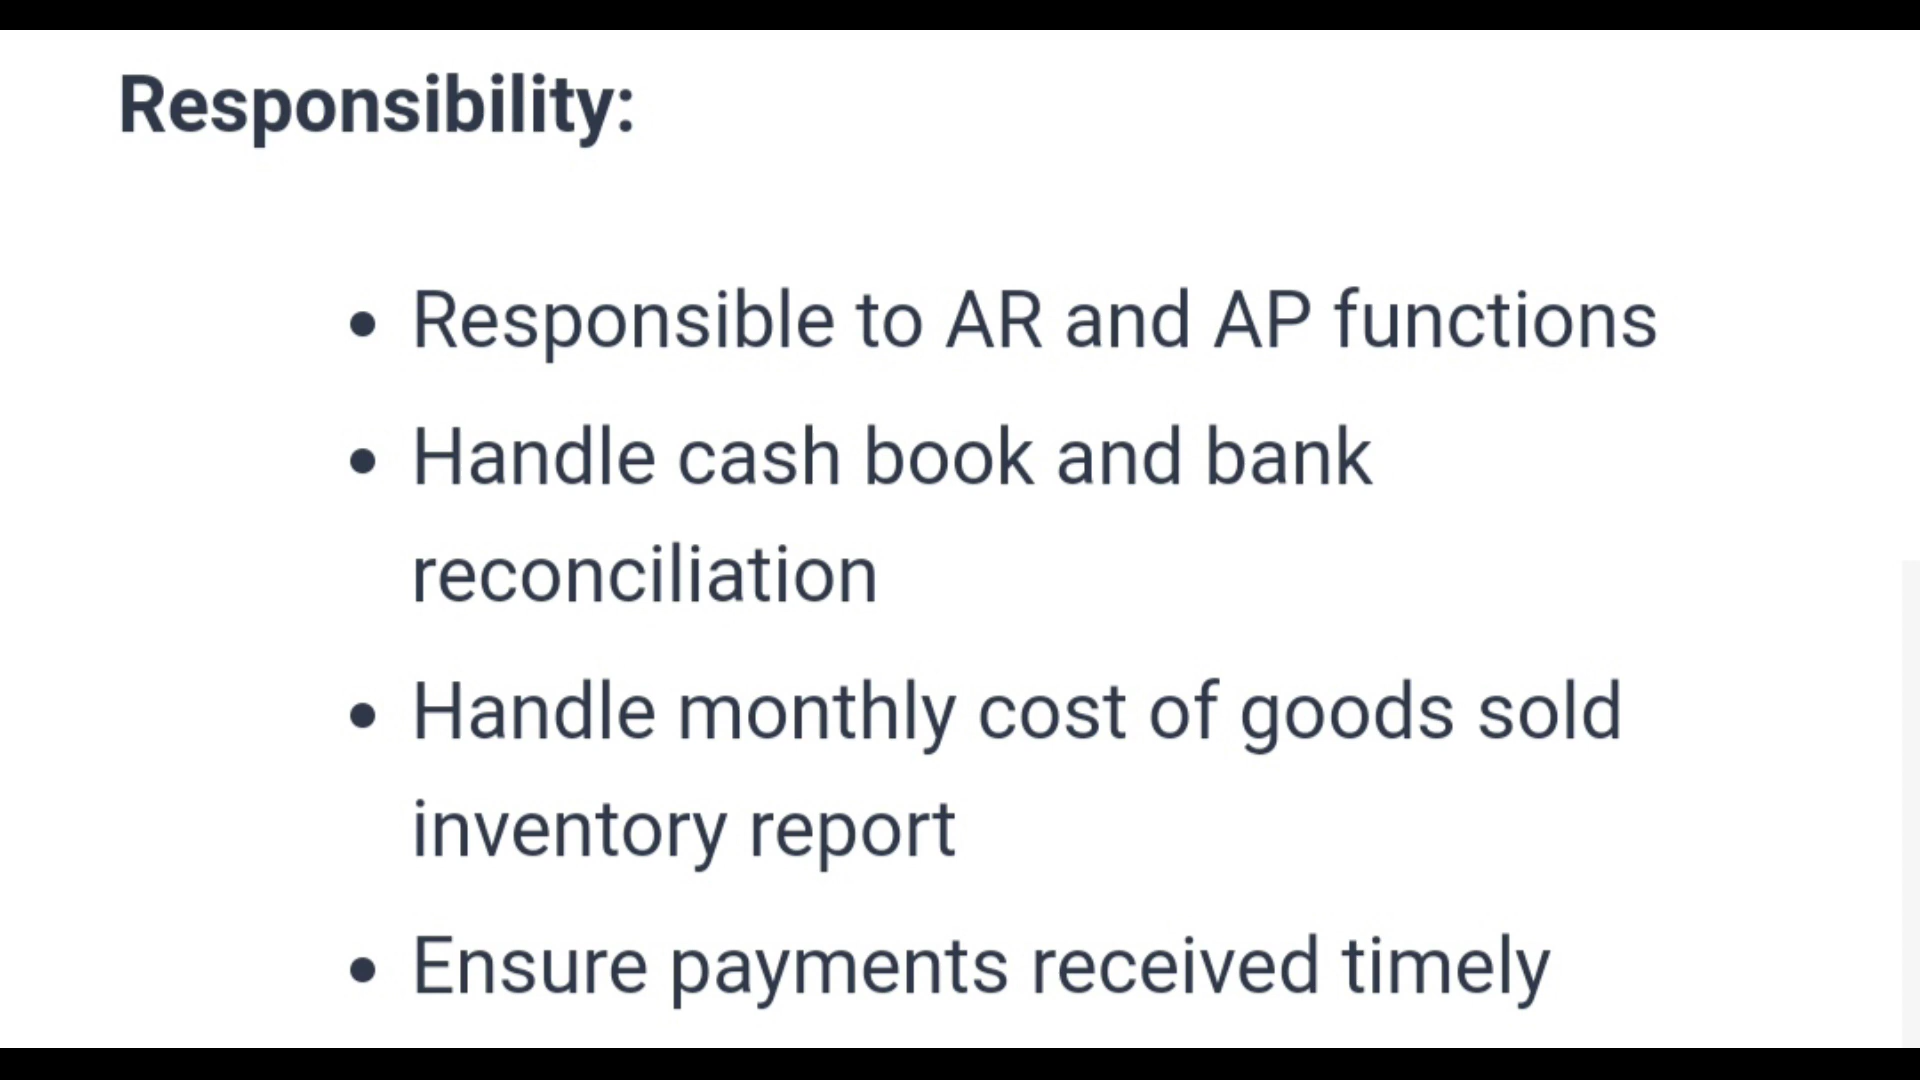 Responsibility:
• Responsible to AR and AP functions
• Handle cash book and bank
reconciliation
• Handle monthly cost of goods sold
inventory report
• Ensure payments received timely